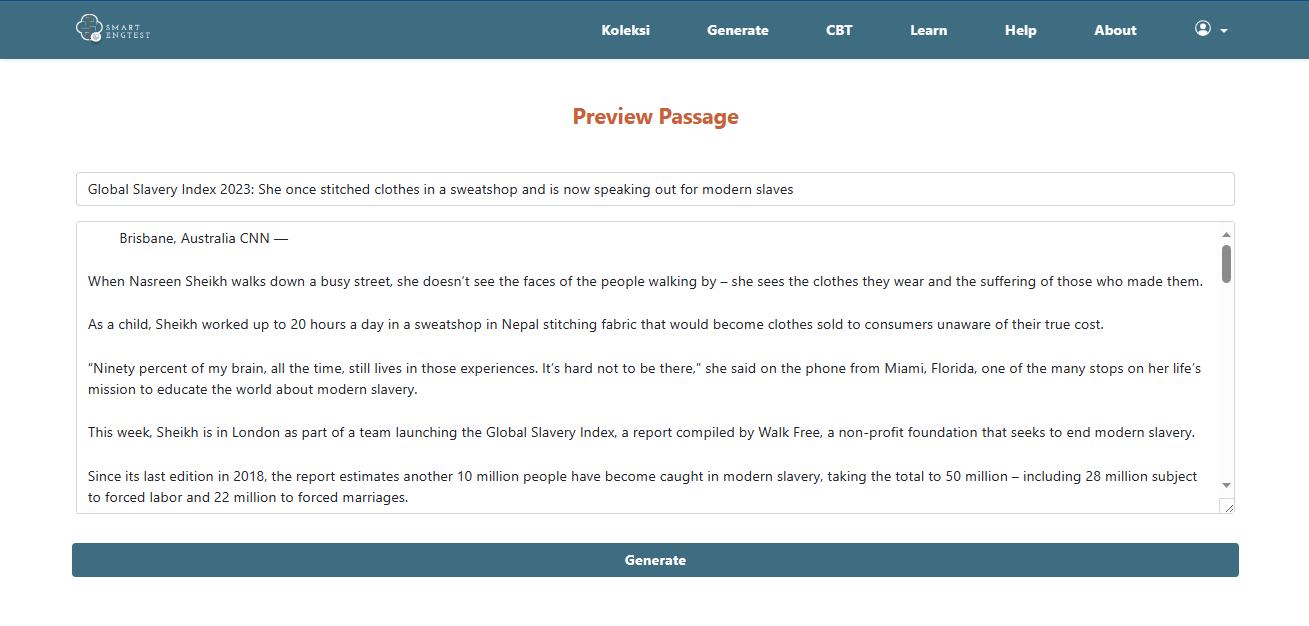 SMART
ENGTEST
Koleksi
Generate
CBT
Learn
Help
About
Preview Passage
Global Slavery Index 2023: She once stitched clothes in a sweatshop and is now speaking out for modern slaves
Brisbane, Australia CNN —
When Nasreen Sheikh walks down a busy street, she doesn’t see the faces of the people walking by – she sees the clothes they wear and the suffering of those who made them.
As a child, Sheikh worked up to 20 hours a day in a sweatshop in Nepal stitching fabric that would become clothes sold to consumers unaware of their true cost.
“Ninety percent of my brain, all the time, still lives in those experiences. It’s hard not to be there,” she said on the phone from Miami, Florida, one of the many stops on her life’s
mission to educate the world about modern slavery.
This week, Sheikh is in London as part of a team launching the Global Slavery Index, a report compiled by Walk Free, a non-profit foundation that seeks to end modern slavery.
Since its last edition in 2018, the report estimates another 10 million people have become caught in modern slavery, taking the total to 50 million – including 28 million subject
to forced labor and 22 million to forced marriages.
Generate